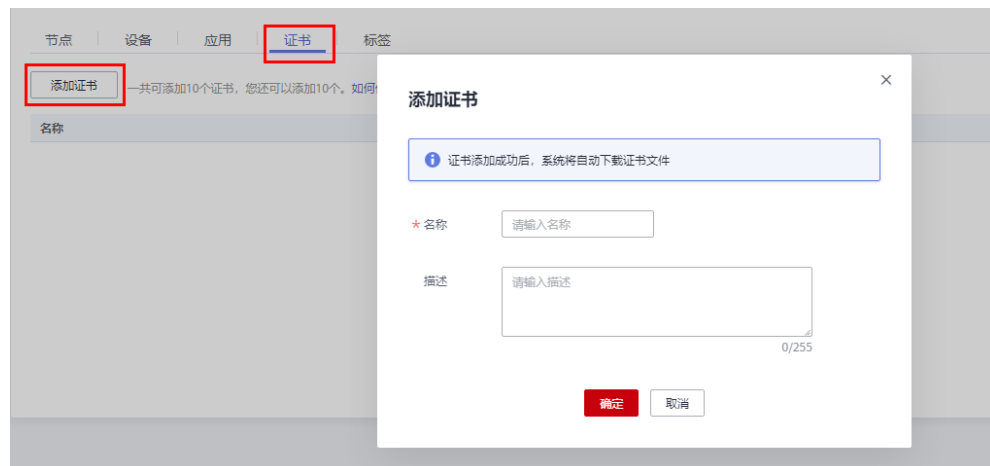 节点 设备 应用 证书 标签
添加证书 一共可添加10个证书，您还可以添加10个。如何
名称
添加证书
证书添加成功后，系统将自动下载证书文件
* 名称 请输入名称
描述 请输入描述
0/255
确定 取消